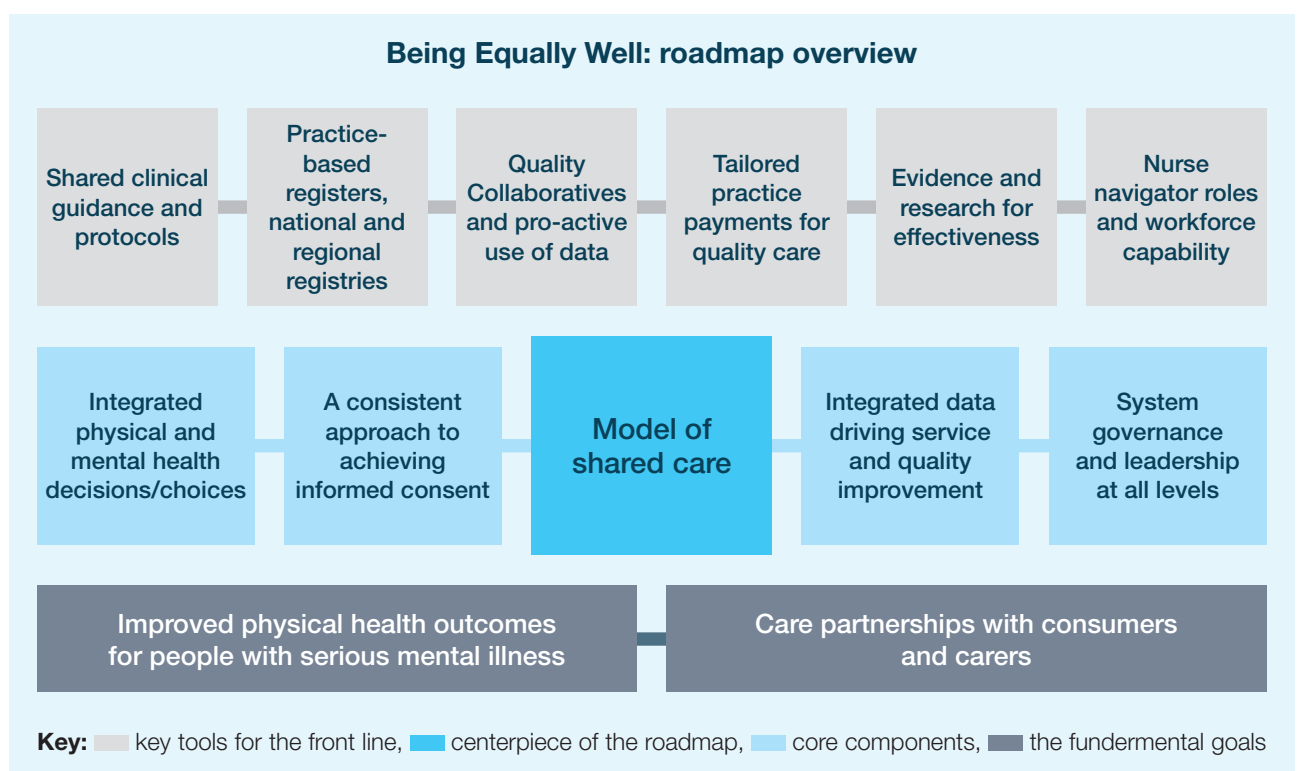 Being Equally Well: roadmap overview
Shared clinical
guidance and
protocols
Practice-
based
registers,
national and
regional
registries
Quality
Collaboratives
and pro-active
use of data
Tailored
practice
payments for
quality care
Evidence and
research for
effectiveness
Nurse
navigator roles
and workforce
capability
Integrated
physical and
mental health
decisions/choices
A consistent
approach to
achieving
informed consent
Model of
shared care
Integrated data
driving service
and quality
improvement
System
governance
and leadership
at all levels
Improved physical health outcomes
for people with serious mental illness
Care partnerships with consumers
and carers
Key: key tools for the front line, centerpiece of the roadmap, core components, the fundermental goals